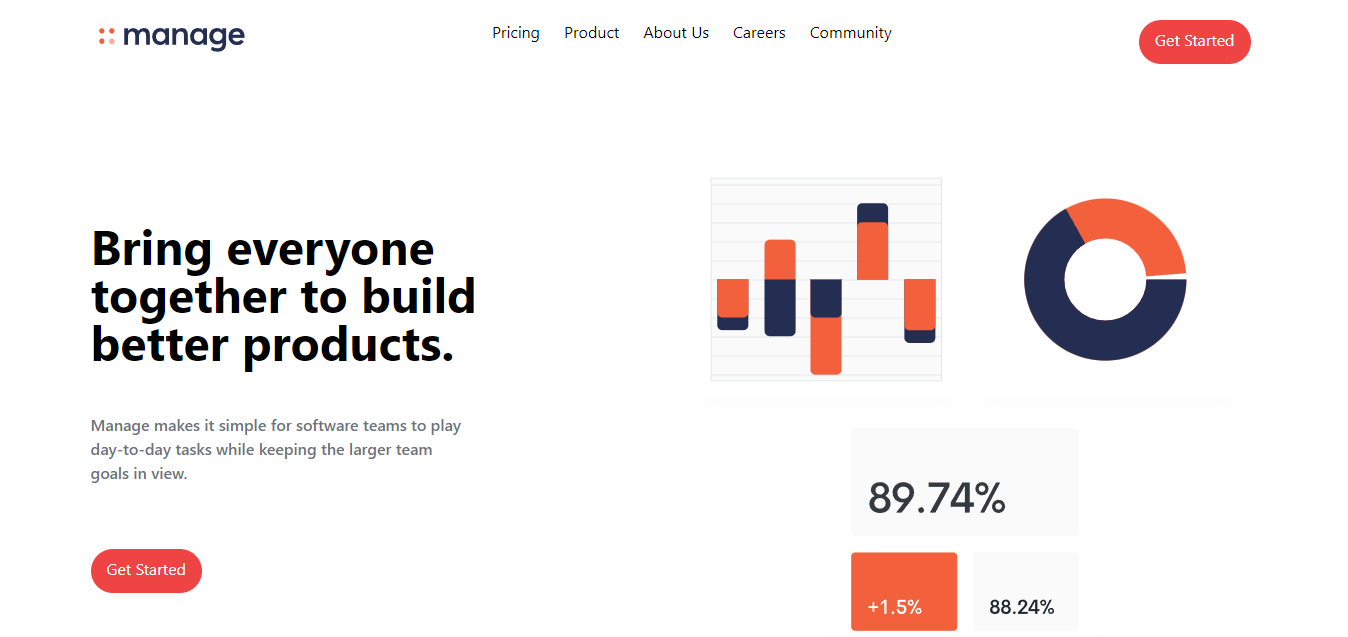 manage
Pricing
Product
About Us
Careers
Community
Get Started
Bring everyone
together to build
better products.
Manage makes it simple for software teams to play
day-to-day tasks while keeping the larger team
goals in view.
Get Started
89.74%
+1.5%
88.24%